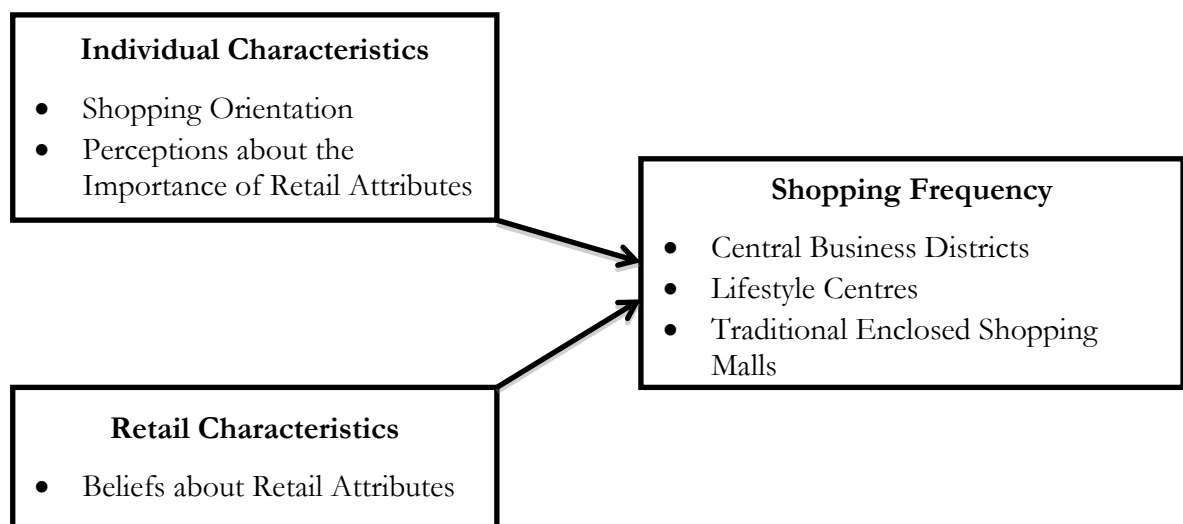 Individual Characteristics
• Shopping Orientation
• Perceptions about the
Importance of Retail Attributes
Shopping Frequency
• Central Business Districts
• Lifestyle Centres
• Traditional Enclosed Shopping
Malls
Retail Characteristics
• Beliefs about Retail Attributes